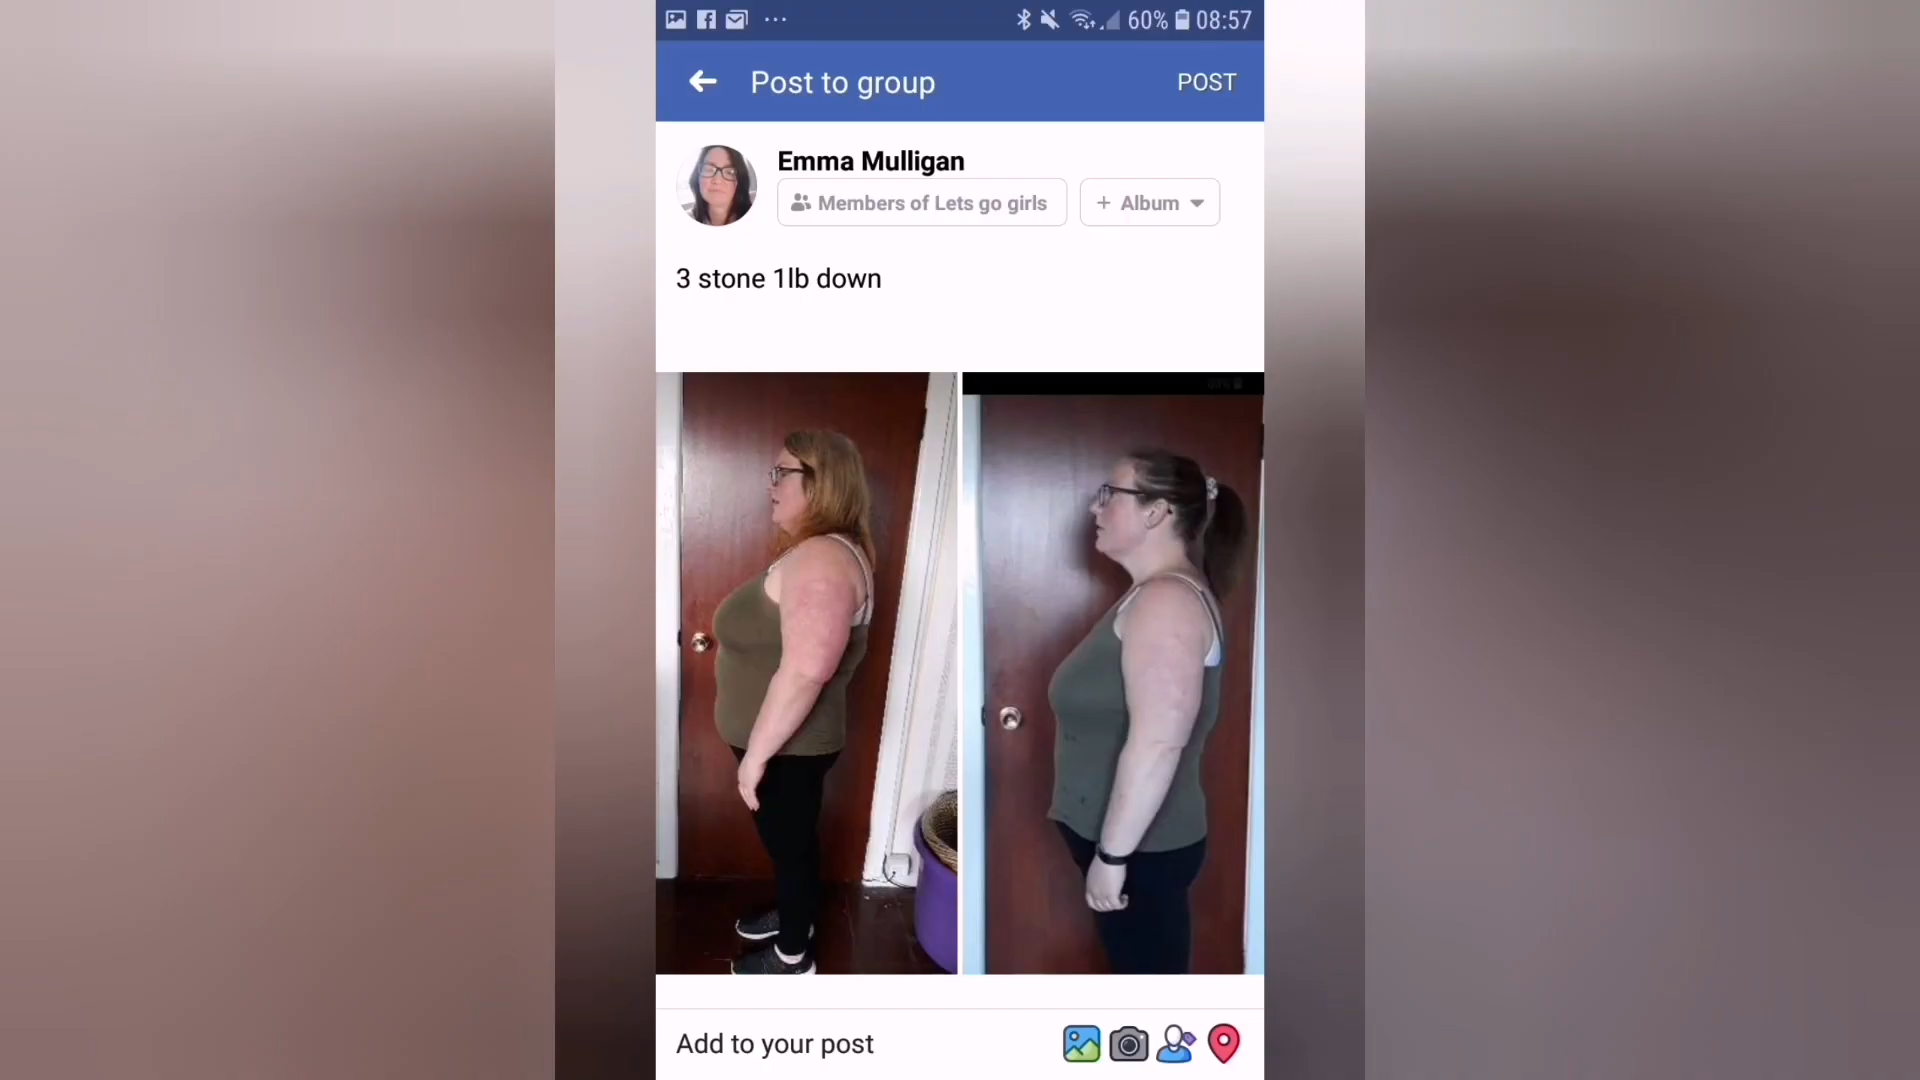 60% 08:57
Post to group POST
Emma Mulligan
Members of Lets go girls + Album
3 stone 1lb down
Add to your post